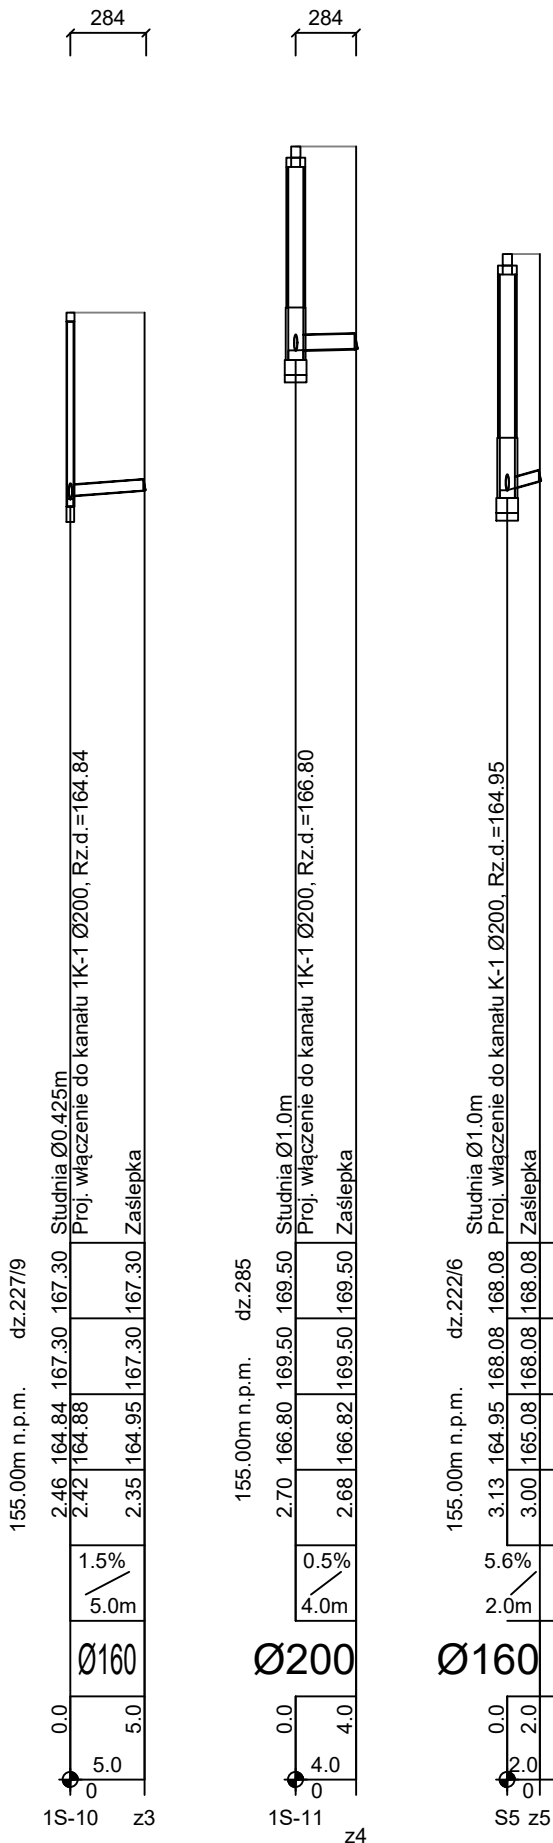 284
284
Studnia Ø0.425m
Proj. włączenie do kanału 1K-1 Ø200, Rz.d.=164.84
Zaślepka
Studnia Ø1.0m
Proj. włączenie do kanału 1K-1 Ø200, Rz.d.=166.80
Zaślepka
Studnia Ø1.0m
Proj. włączenie do kanału K-1 Ø200, Rz.d.=164.95
Zaślepka
dz.227/9
167.30 167.30
dz.285
169.50 169.50
dz.222/6
168.08 168.08
167.30 167.30
169.50 169.50
168.08 168.08
155.00m n.p.m.
164.84 164.88 164.95
155.00m n.p.m.
166.80 166.82
155.00m n.p.m.
164.95 165.08
2.46 2.42 2.35
2.70 2.68
3.13 3.00
1.5% 0.5% 5.6%
5.0m 4.0m 2.0m
Ø160 Ø200 Ø160
0.0 5.0 0.0 4.0 0.0 2.0
5.0 4.0 2.0
0 0 0
1S-10 z3 1S-11 z4 S5 z5